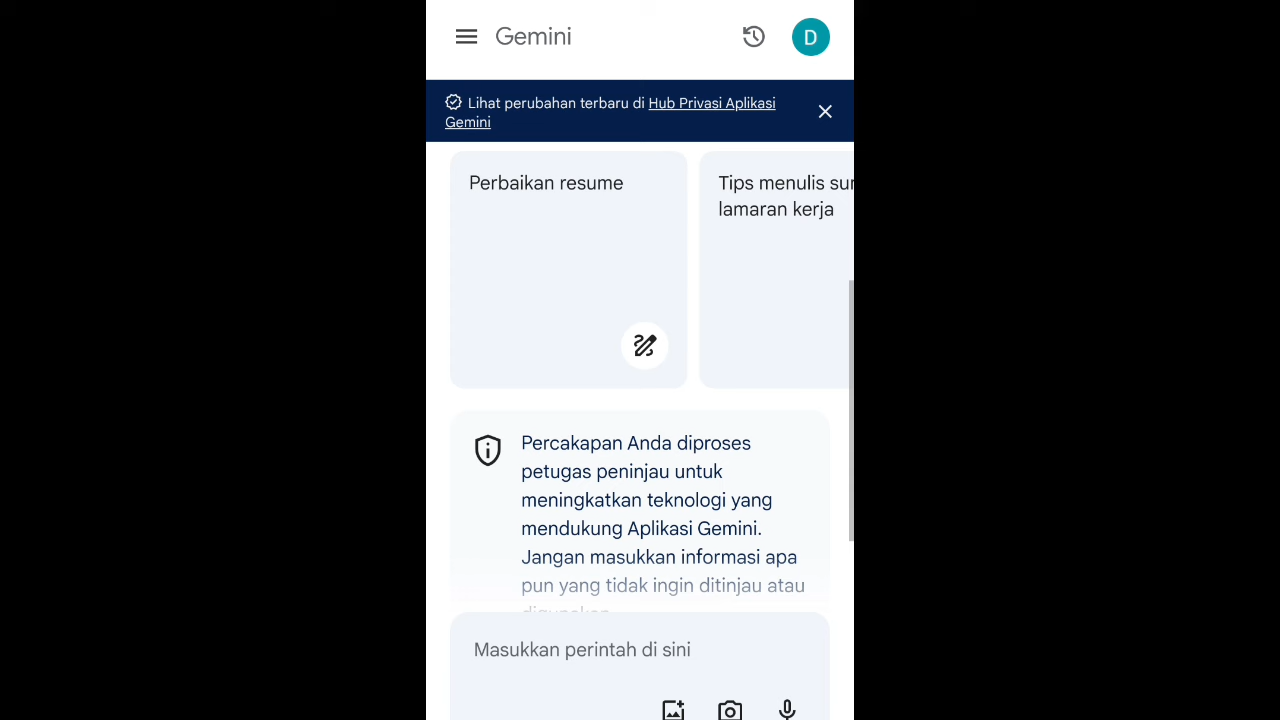 Gemini
D
Lihat perubahan terbaru di Hub Privasi Aplikasi
Gemini
Perbaikan resume
Tips menulis
lamaran kerja
Percakapan Anda diproses
petugas peninjau untuk
meningkatkan teknologi yang
mendukung Aplikasi Gemini.
Jangan masukkan informasi apa
pun yang tidak ingin ditinjau atau
Masukkan perintah di sini